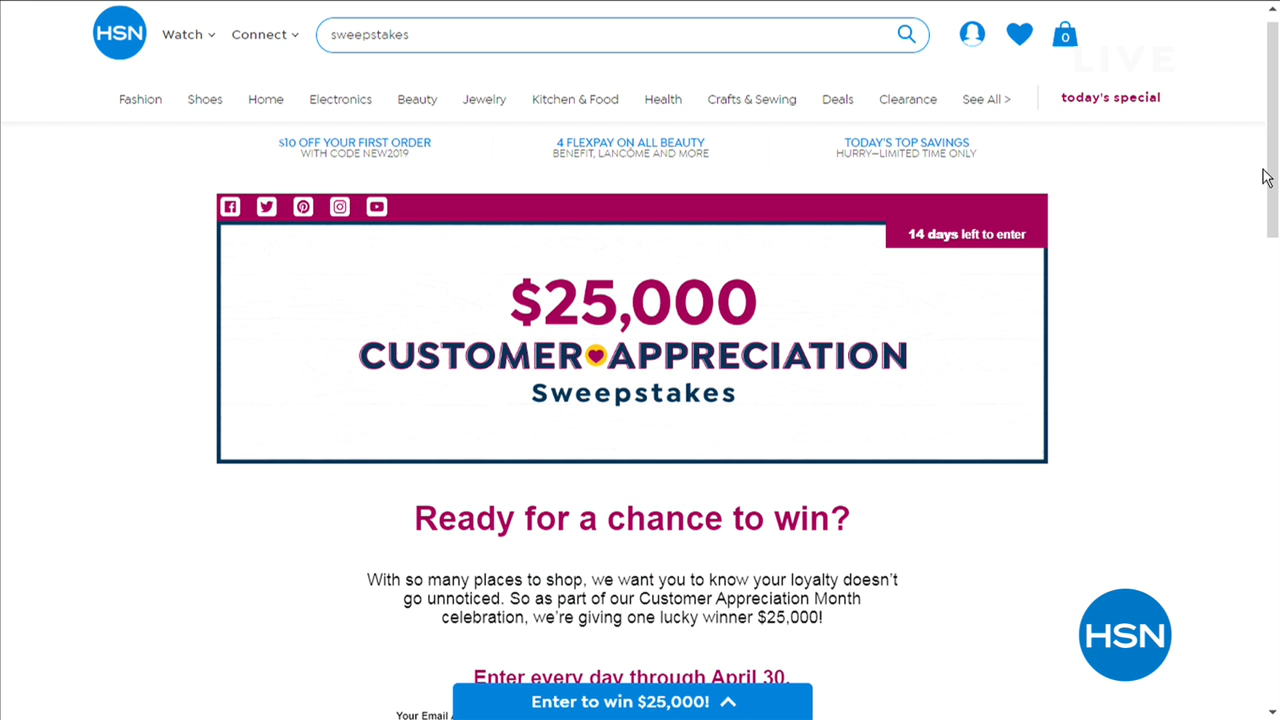 HSN
Watch
Connect
sweepstakes
0
LIVE
Fashion
Shoes
Home
Electronics
Beauty
Jewelry
Kitchen & Food
Health
Crafts & Sewing
Deals
Clearance
See All >
today's special
$10 OFF YOUR FIRST ORDER
WITH CODE NEW2019
4 FLEXPAY ON ALL BEAUTY
BENEFIT, LANCOME AND MORE
TODAY'S TOP SAVINGS
HURRY—LIMITED TIME ONLY
14 days left to enter
$25,000
CUSTOMER APPRECIATION
Sweepstakes
Ready for a chance to win?
With so many places to shop, we want you to know your loyalty doesn't
go unnoticed. So as part of our Customer Appreciation Month
celebration, we're giving one lucky winner $25,000!
HSN
Enter every day through April 30.
Enter to win $25,000!
Your Email